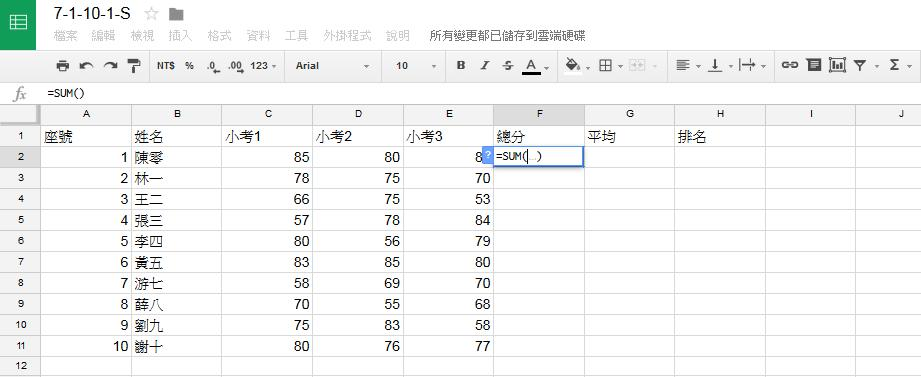 7-1-10-1-S
檔案 編輯 檢視 插入 格式 資料 工具 外掛程式 說明 所有變更都已儲存到雲端硬碟
NT$ % .0 .00 123 Arial 10 B I S A Σ
fx =SUM()
A B C D E F G H I J
1 座號 姓名 小考1 小考2 小考3 總分 平均 排名
2 1 陳零 85 80 8 ? =SUM(...)
3 2 林一 78 75 70
4 3 王二 66 75 53
5 4 張三 57 78 84
6 5 李四 80 56 79
7 6 黃五 83 85 80
8 7 游七 58 69 70
9 8 薛八 70 55 68
10 9 劉九 75 83 58
11 10 謝十 80 76 77
12